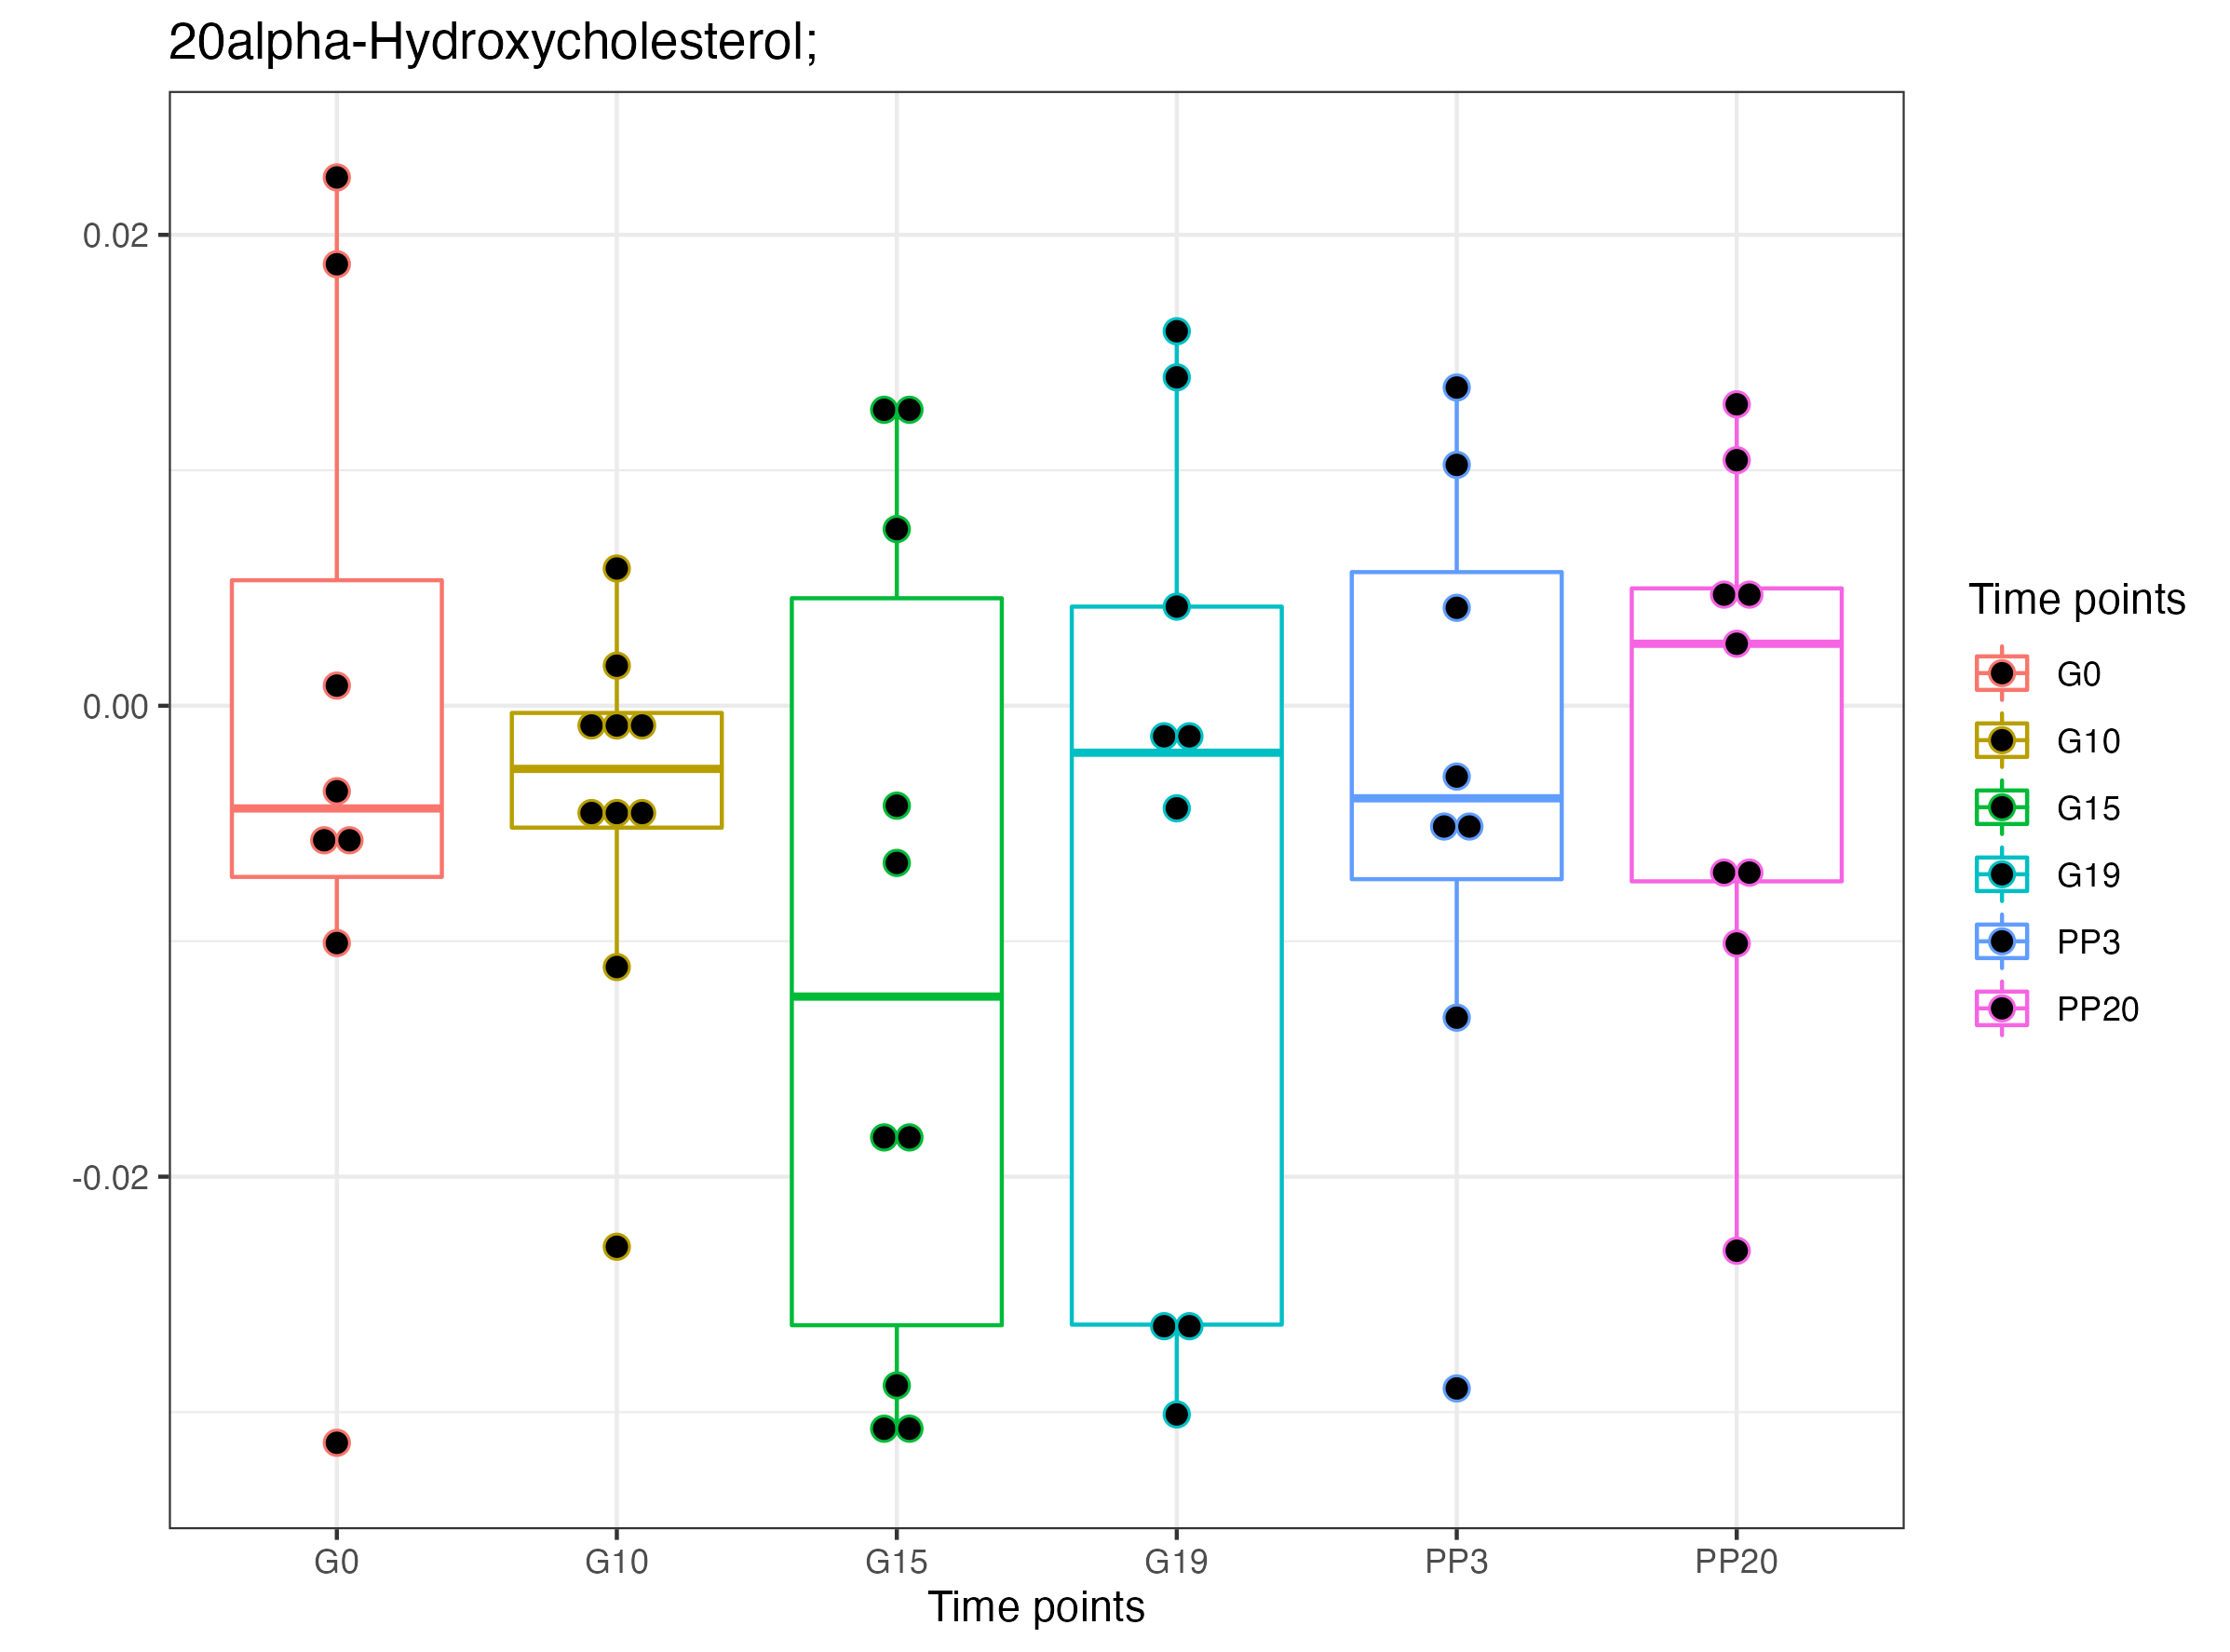 20alpha-Hydroxycholesterol;
0.02
0.00
-0.02
G0 G10 G15 G19 PP3 PP20
Time points
Time points
G0
G10
G15
G19
PP3
PP20